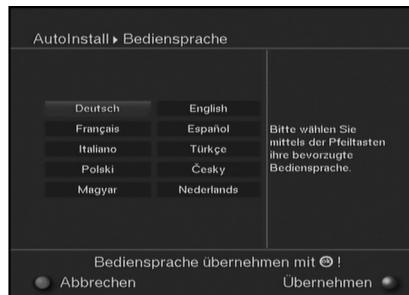 AutoInstall ▸ Bediensprache
Deutsch English
Français Español
Italiano Türkçe
Polski Česky
Magyar Nederlands
Bitte wählen Sie
mittels der Pfeiltasten
ihre bevorzugte
Bediensprache.
Bediensprache übernehmen mit !
Abbrechen Übernehmen